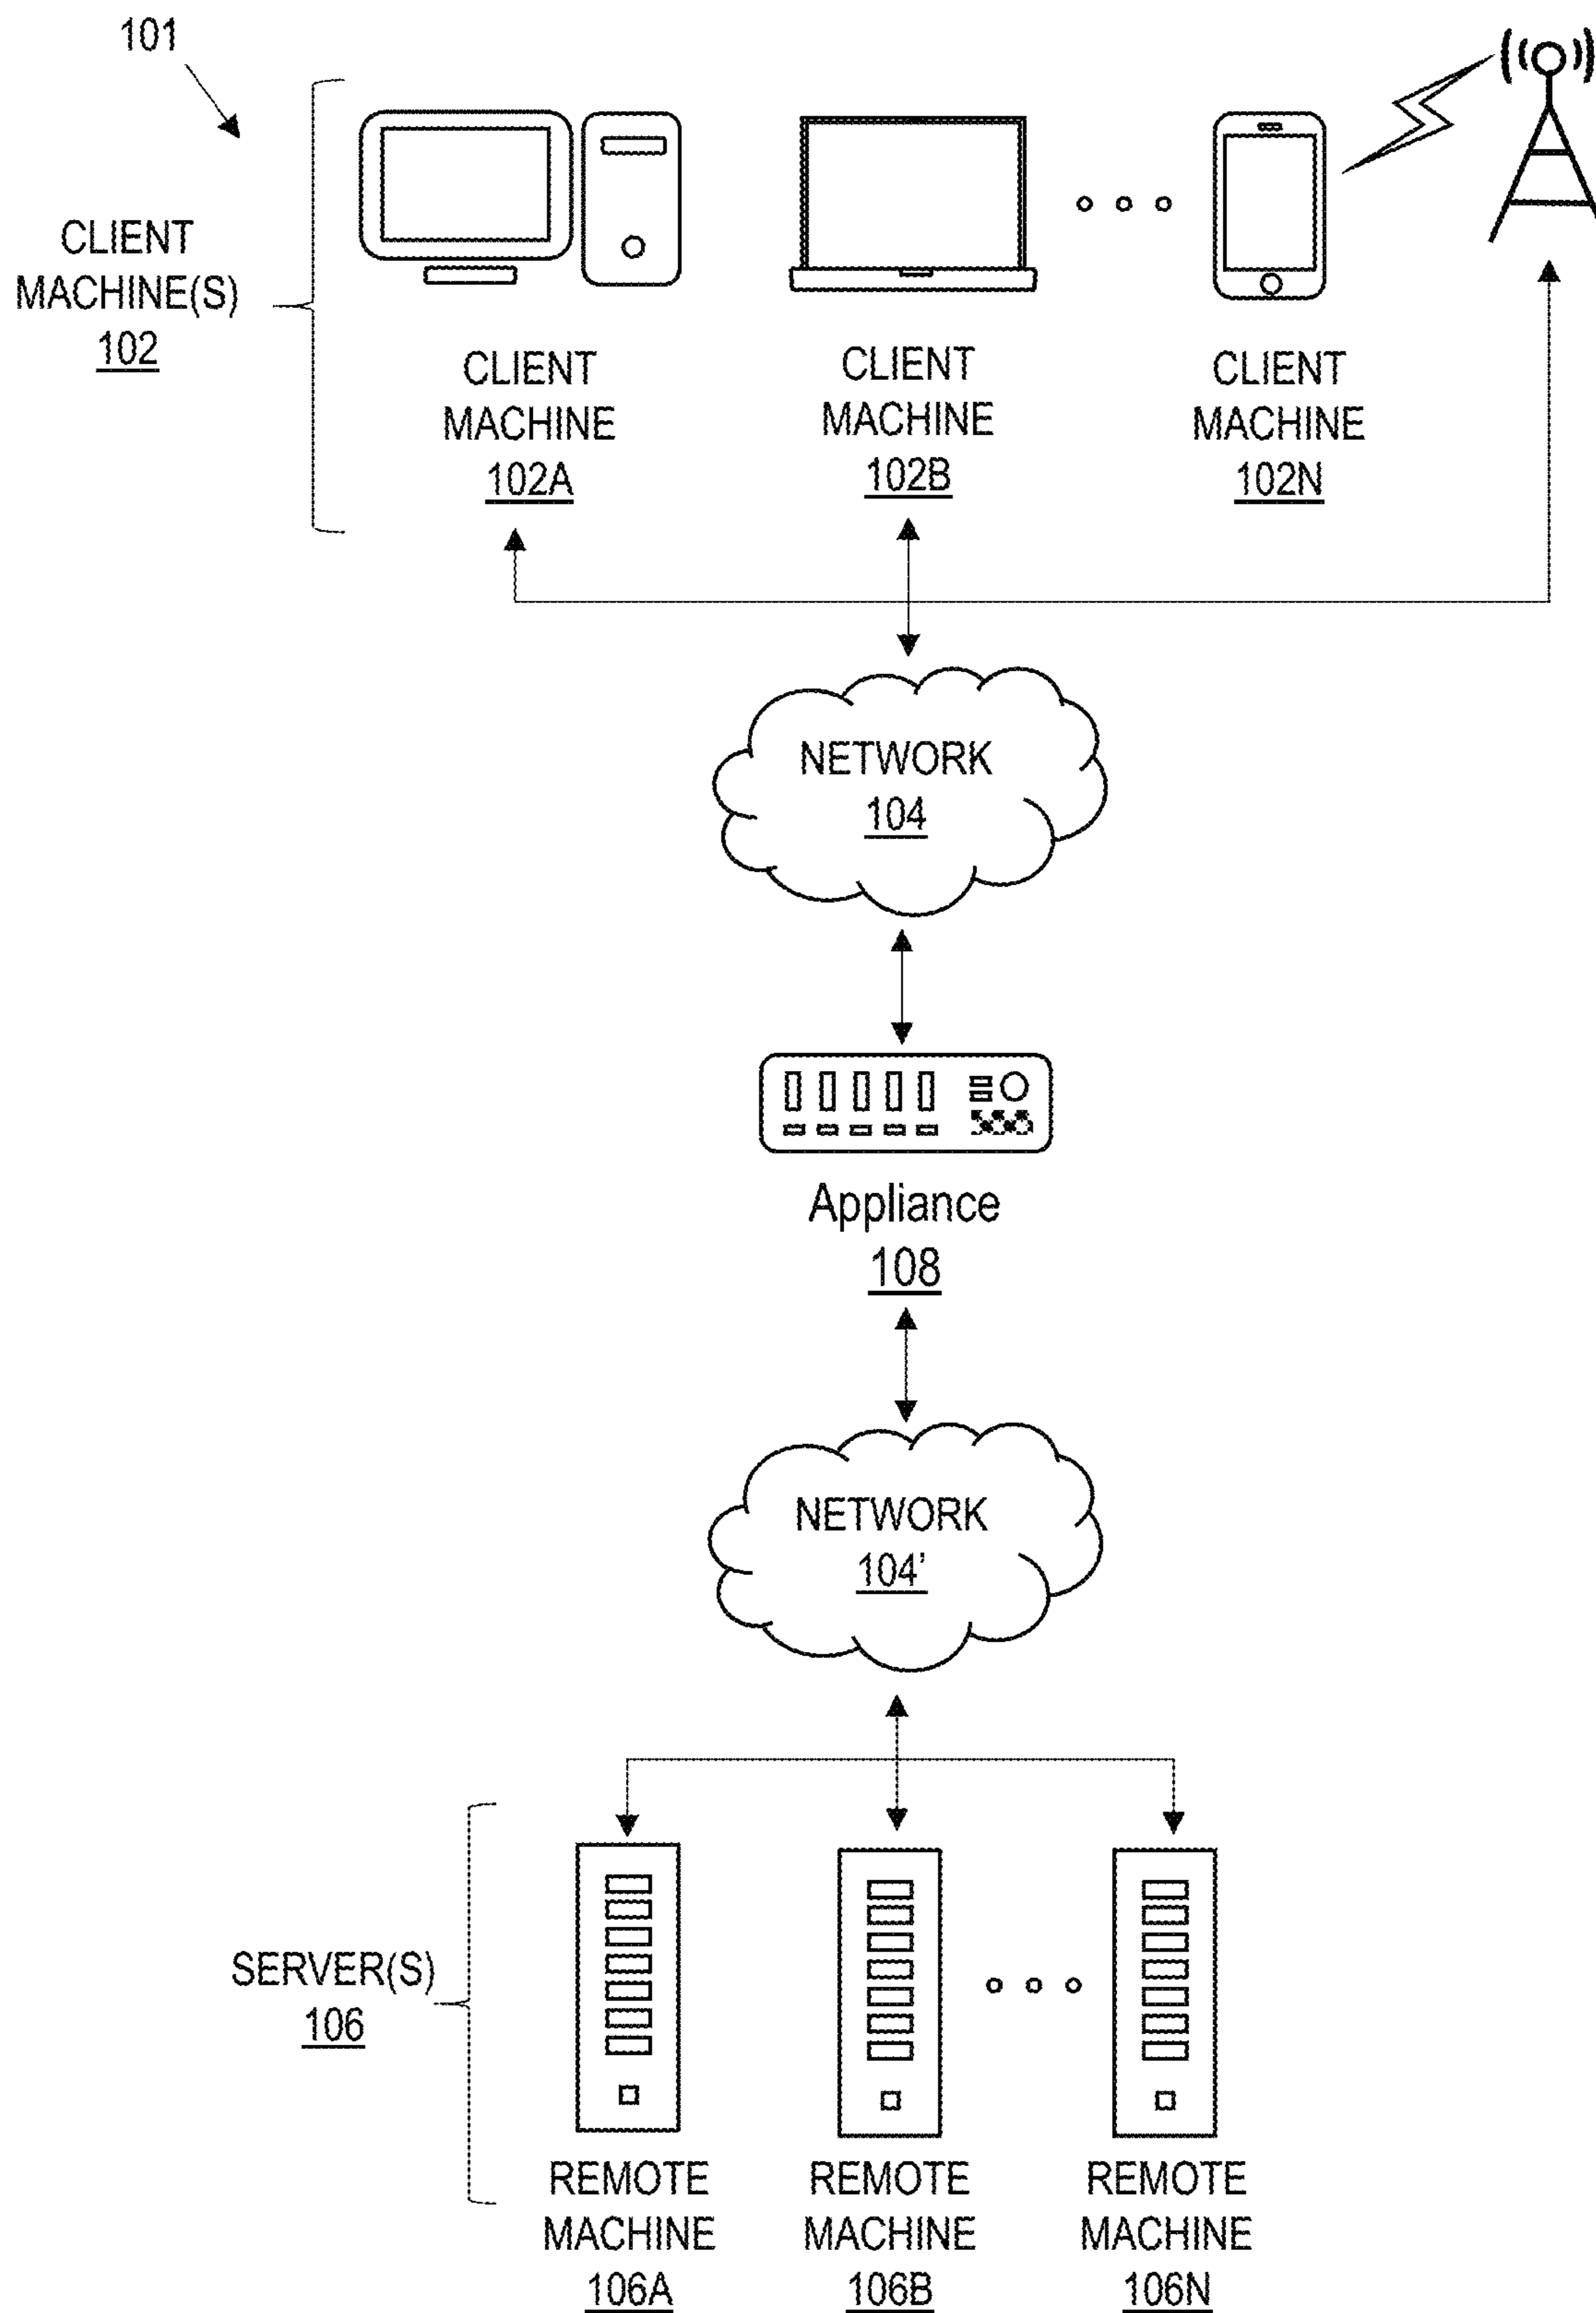 101
CLIENT
MACHINE(S)
102
CLIENT
MACHINE
102A
CLIENT
MACHINE
102B
CLIENT
MACHINE
102N
NETWORK
104
Appliance
108
NETWORK
104'
SERVER(S)
106
REMOTE
MACHINE
106A
REMOTE
MACHINE
106B
REMOTE
MACHINE
106N